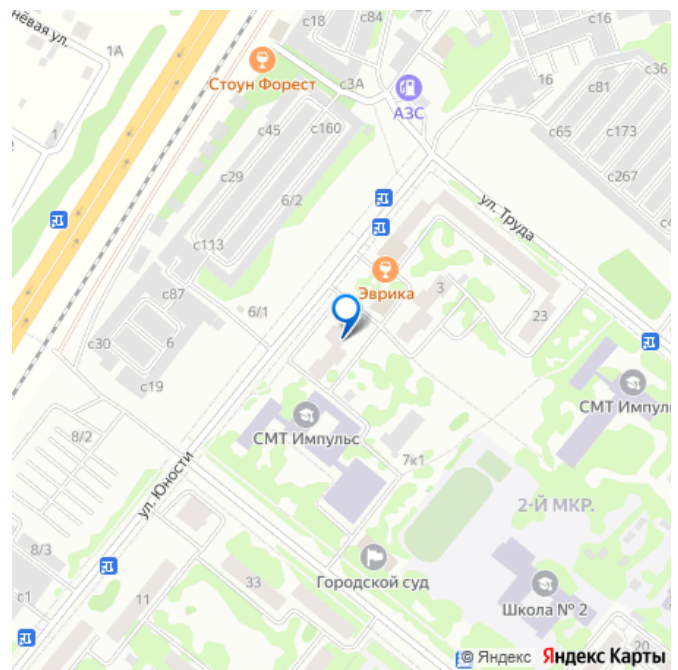 невая ул.
1А
с18
с84
с16
Стоун Форест
с3А
АЗС
16
с81
с36
1
с45
с160
с65
с173
с29
6/2
с267
ул. Труда
с113
Эврика
3
с87
6/1
23
с30
6
с19
СМТ Импульс
СМТ Импул
8/2
7к1
ул. Юности
2-Й МКР.
8/3
Городской суд
с1
33
11
Школа № 2
20
© Яндекс Яндекс Карты